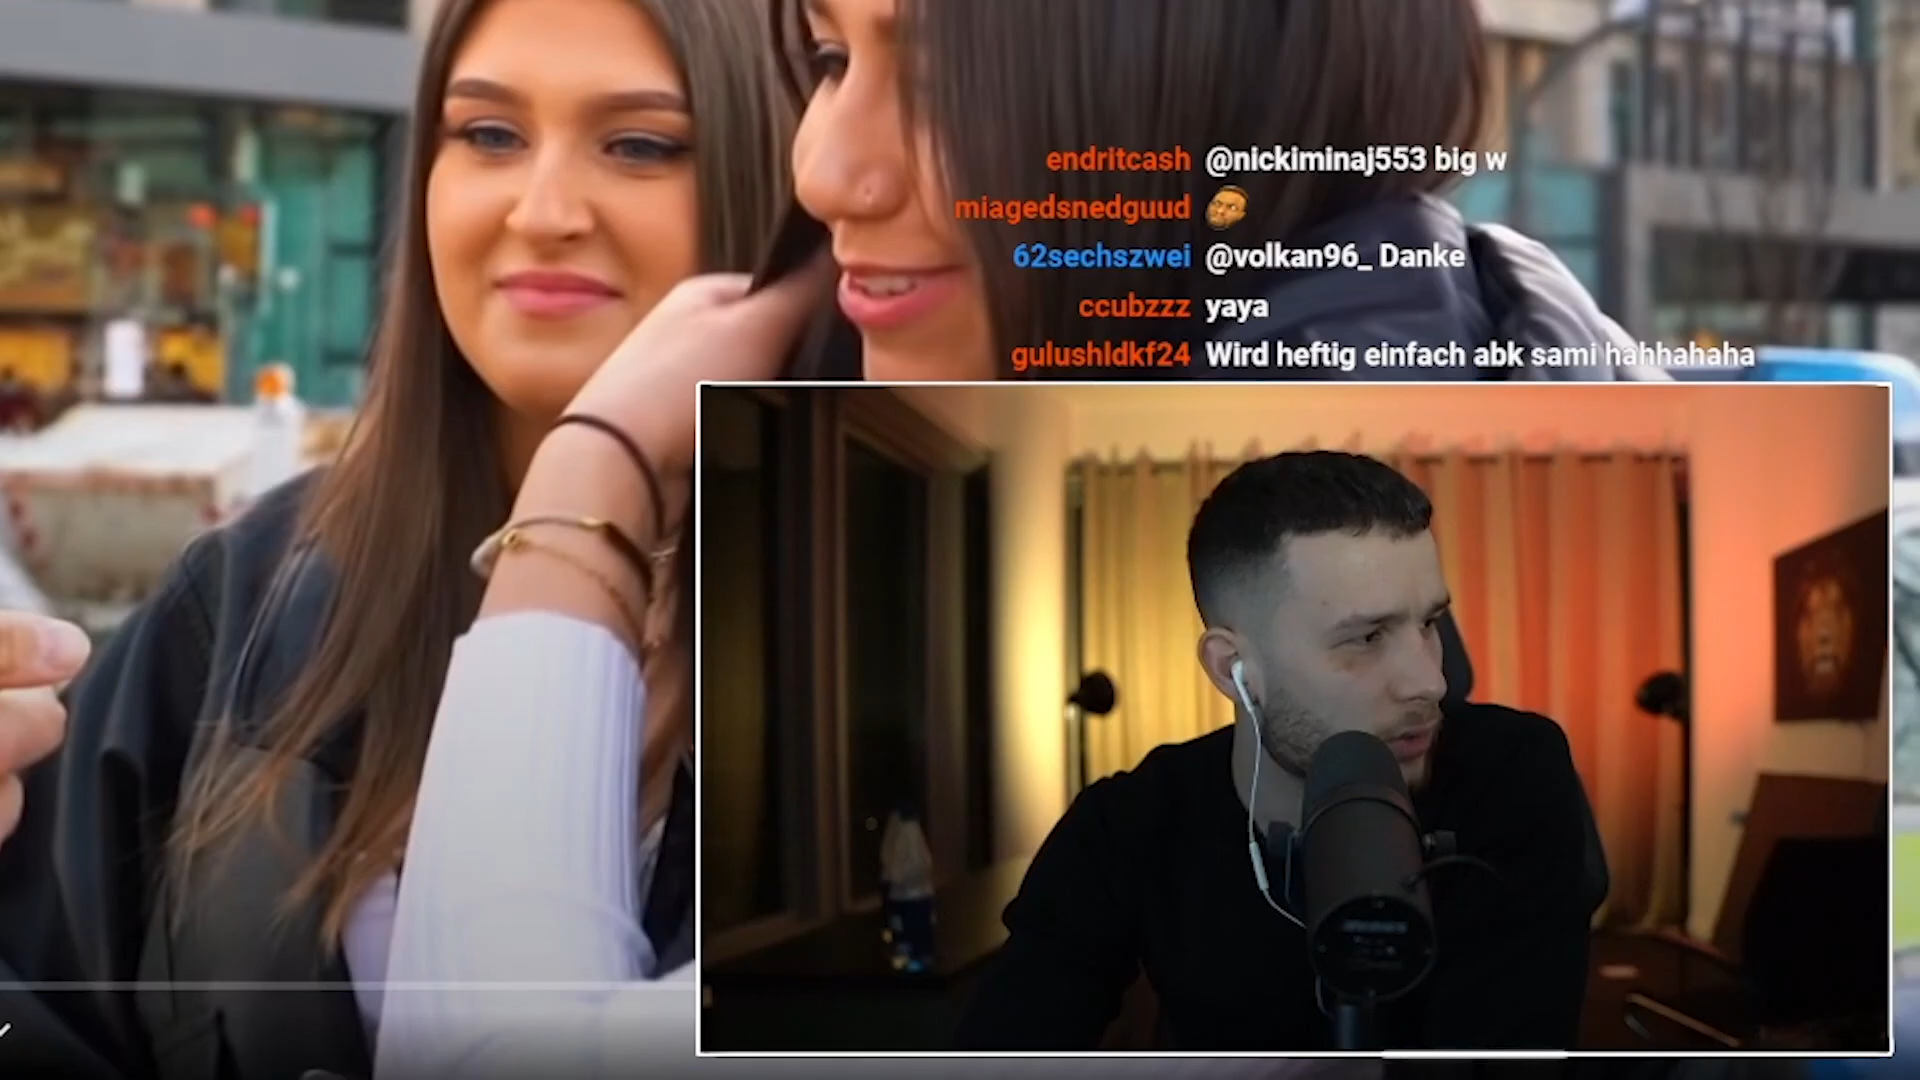 endritcash @nickiminaj553 big w
miagedsnedguud
62sechszwei @volkan96_ Danke
ccubzzz yaya
gulushldkf24 Wird heftig einfach abk sami hahhahaha